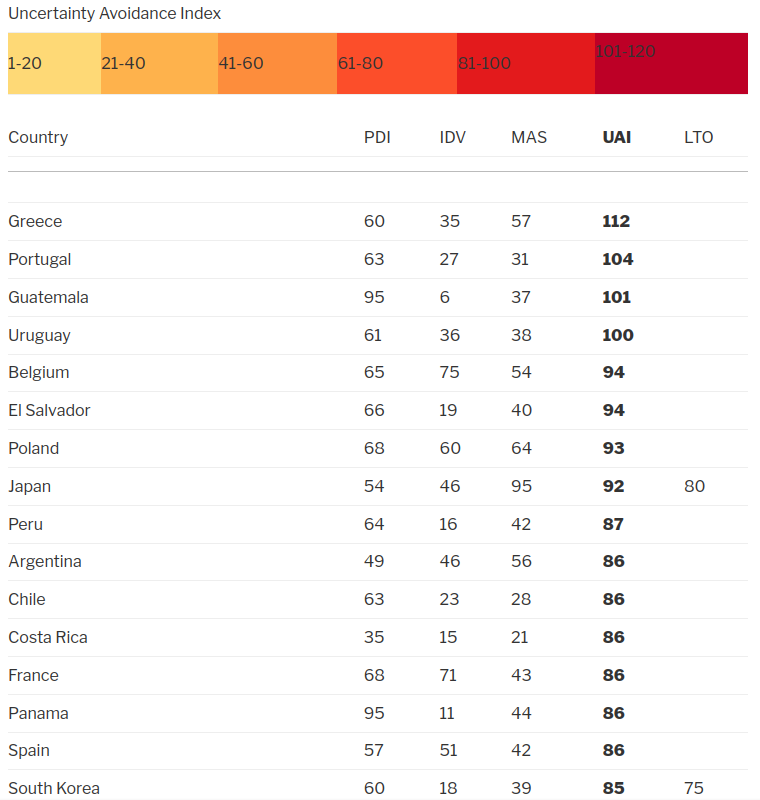 Uncertainty Avoidance Index
1-20 21-40 41-60 61-80 81-100 101-120
Country PDI IDV MAS UAI LTO
Greece 60 35 57 112
Portugal 63 27 31 104
Guatemala 95 6 37 101
Uruguay 61 36 38 100
Belgium 65 75 54 94
El Salvador 66 19 40 94
Poland 68 60 64 93
Japan 54 46 95 92 80
Peru 64 16 42 87
Argentina 49 46 56 86
Chile 63 23 28 86
Costa Rica 35 15 21 86
France 68 71 43 86
Panama 95 11 44 86
Spain 57 51 42 86
South Korea 60 18 39 85 75